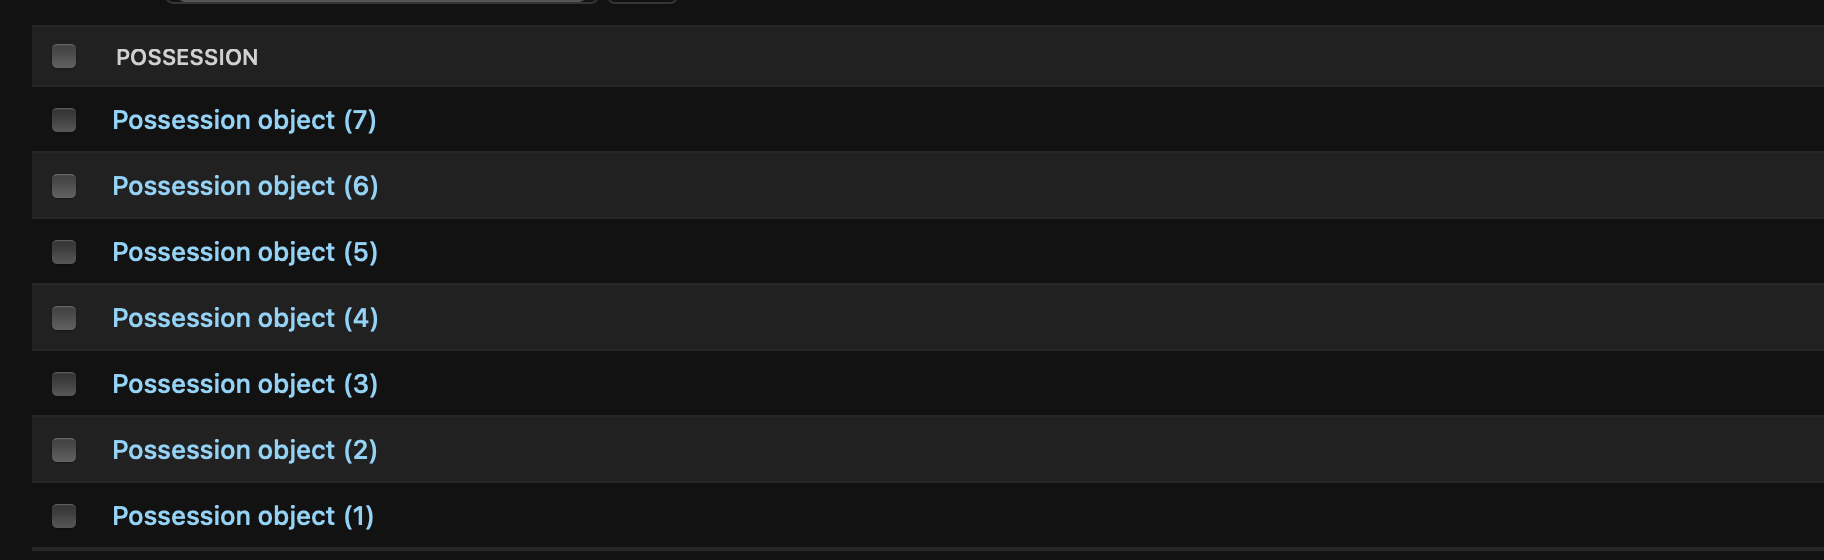 POSSESSION
Possession object (7)
Possession object (6)
Possession object (5)
Possession object (4)
Possession object (3)
Possession object (2)
Possession object (1)